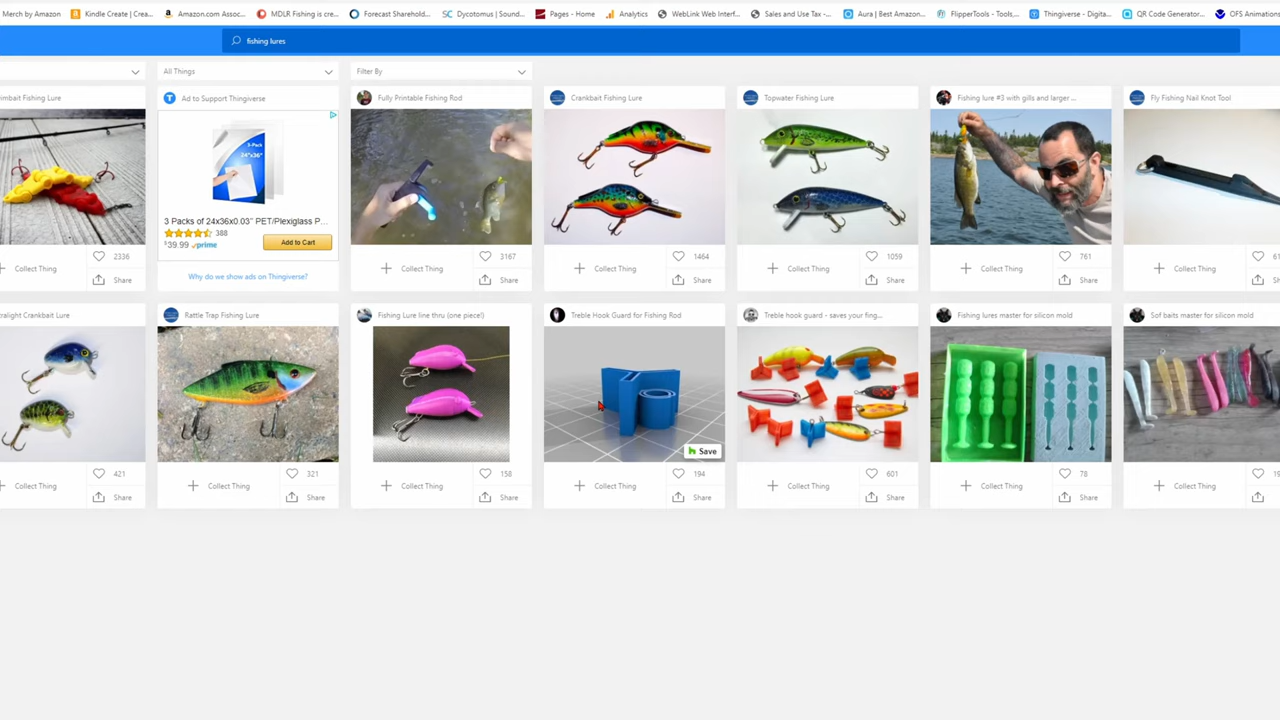 Merch by Amazon Kindle Create | Crea... Amazon.com Assoc... MDLR Fishing is cre... Forecast Sharehold... SC Dycotomus | Sound... Pages - Home Analytics WebLink Web Interf... Sales and Use Tax -... Aura | Best Amazon... FlipperTools - Tools,... Thingiverse - Digita... QR Code Generator... OFS Animations
fishing lures
All Things Filter By
Fishing Lure Ad to Support Thingiverse Fully Printable Fishing Rod Crankbait Fishing Lure Topwater Fishing Lure Fishing lure #3 with gills and larger ... Fly Fishing Nail Knot Tool
3-Pack
24"x36"
3 Packs of 24x36x0.03" PET/Plexiglass P...
388
$39.99 prime Add to Cart
2336 3167 1464 1059 761
Collect Thing Collect Thing Collect Thing Collect Thing Collect Thing Collect Thing
Why do we show ads on Thingiverse?
Share Share Share Share Share
Crankbait Lure Rattle Trap Fishing Lure Fishing Lure line thru (one piece!) Treble Hook Guard for Fishing Rod Treble hook guard - saves your fing... Fishing lures master for silicon mold Sof baits master for silicon mold
Save
421 321 158 194 601 78
Collect Thing Collect Thing Collect Thing Collect Thing Collect Thing Collect Thing Collect Thing
Share Share Share Share Share Share